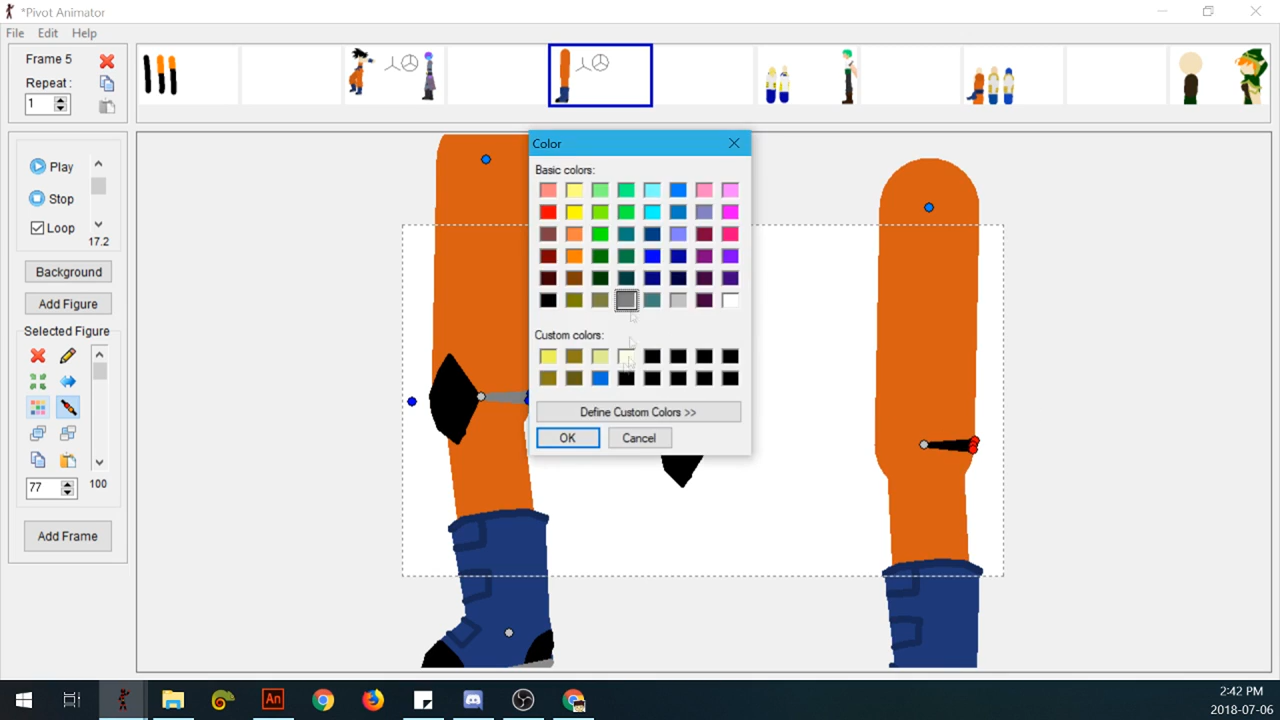 *Pivot Animator
File Edit Help
Frame 5
Repeat :
1
Play
Stop
Loop
17.2
Background
Add Figure
Selected Figure
77
100
Add Frame
Color
Basic colors:
Custom colors:
Define Custom Colors >>
OK Cancel
An
2:42 PM
2018-07-06